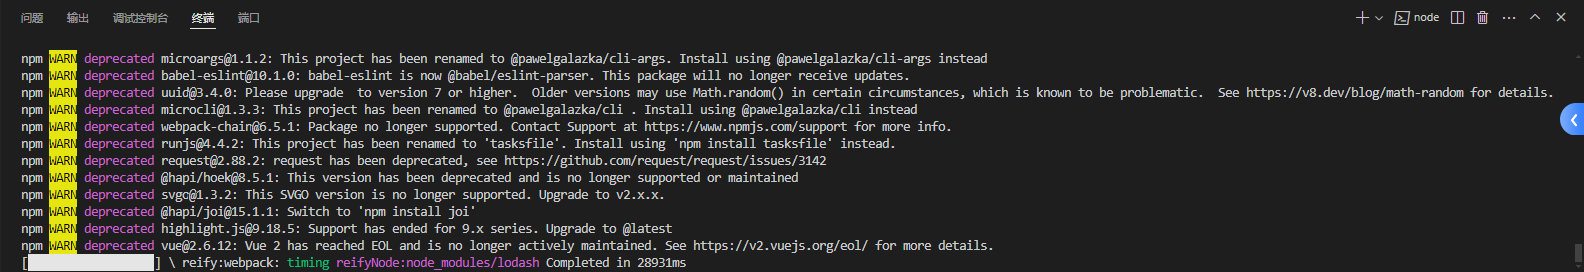 问题 输出 调试控制台 终端 端口 node
npm WARN deprecated microargs@1.1.2: This project has been renamed to @pawelgalazka/cli-args. Install using @pawelgalazka/cli-args instead
npm WARN deprecated babel-eslint@10.1.0: babel-eslint is now @babel/eslint-parser. This package will no longer receive updates.
npm WARN deprecated uuid@3.4.0: Please upgrade  to version 7 or higher.  Older versions may use Math.random() in certain circumstances, which is known to be problematic.  See https://v8.dev/blog/math-random for details.
npm WARN deprecated microcli@1.3.3: This project has been renamed to @pawelgalazka/cli . Install using @pawelgalazka/cli instead
npm WARN deprecated webpack-chain@6.5.1: Package no longer supported. Contact Support at https://www.npmjs.com/support for more info.
npm WARN deprecated runjs@4.4.2: This project has been renamed to 'tasksfile'. Install using 'npm install tasksfile' instead.
npm WARN deprecated request@2.88.2: request has been deprecated, see https://github.com/request/request/issues/3142
npm WARN deprecated @hapi/hoek@8.5.1: This version has been deprecated and is no longer supported or maintained
npm WARN deprecated svgo@1.3.2: This SVGO version is no longer supported. Upgrade to v2.x.x.
npm WARN deprecated @hapi/joi@15.1.1: Switch to 'npm install joi'
npm WARN deprecated highlight.js@9.18.5: Support has ended for 9.x series. Upgrade to @latest
npm WARN deprecated vue@2.6.12: Vue 2 has reached EOL and is no longer actively maintained. See https://v2.vuejs.org/eol/ for more details.
[                  ] \ reify:webpack: timing reifyNode:node_modules/lodash Completed in 28931ms